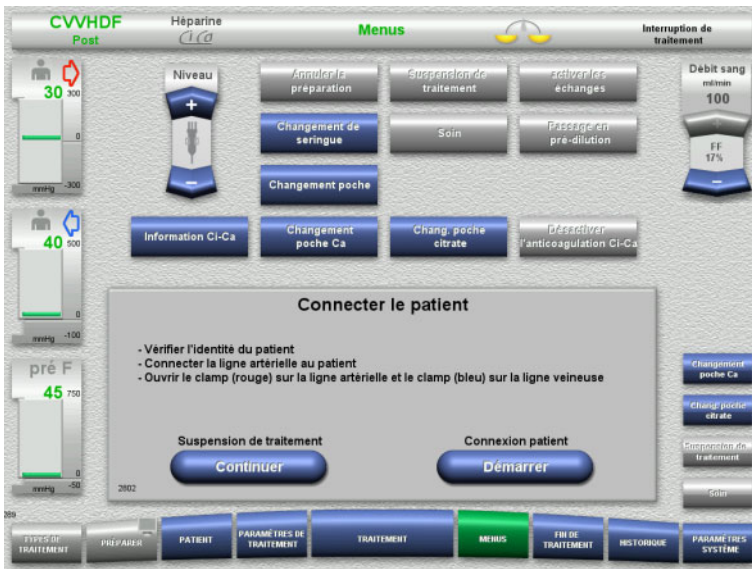 CVVHDF
Post
Héparine
Ci Ca
Menus
Interruption de
traitement
30
300
0
mmHg
-300
Niveau
+
−
Annuler la
préparation
Suspension de
traitement
activer les
échanges
Changement de
seringue
Soin
Passage en
pré-dilution
Changement poche
Débit sang
ml/min
100
+
FF
17%
−
40
500
0
mmHg
-100
Information Ci-Ca
Changement
poche Ca
Chang. poche
citrate
Désactiver
l'anticoagulation Ci-Ca
Connecter le patient
- Vérifier l'identité du patient
- Connecter la ligne artérielle au patient
- Ouvrir le clamp (rouge) sur la ligne artérielle et le clamp (bleu) sur la ligne veineuse
Suspension de traitement
Continuer
Connexion patient
Démarrer
2802
pré F
45
750
0
mmHg
-50
Changement
poche Ca
Chang. poche
citrate
Suspension de
traitement
Soin
289
TYPES DE
TRAITEMENT
PRÉPARER
PATIENT
PARAMÈTRES DE
TRAITEMENT
TRAITEMENT
MENUS
FIN DE
TRAITEMENT
HISTORIQUE
PARAMÈTRES
SYSTÈME